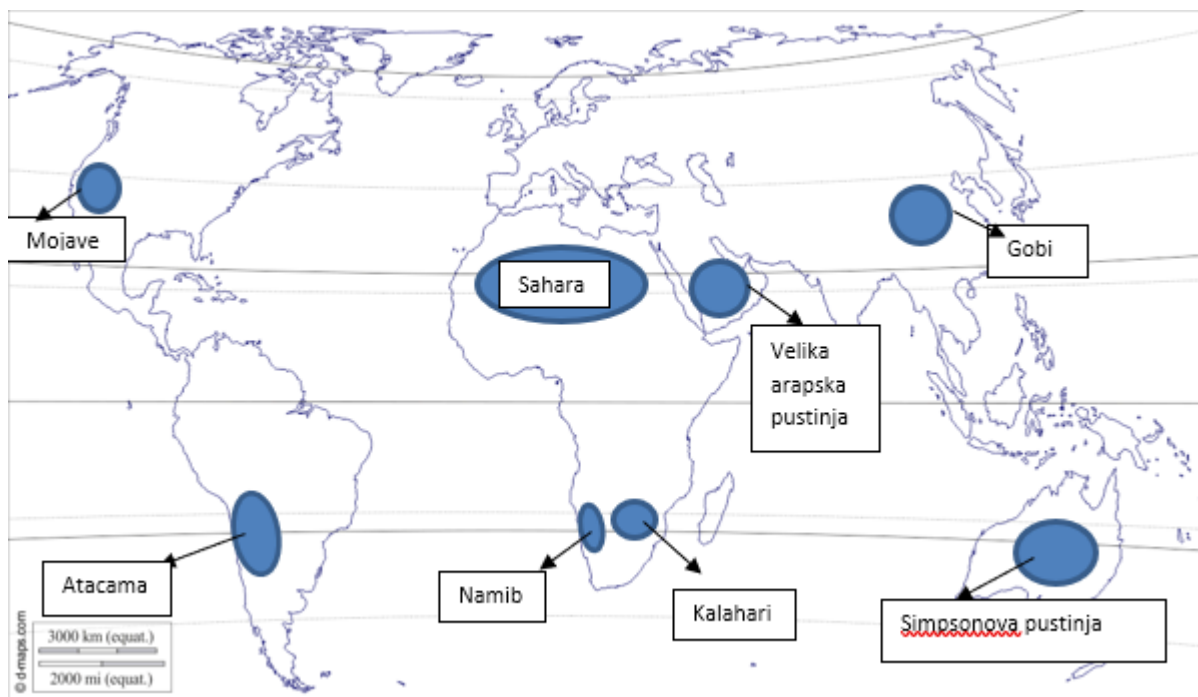 Mojave
Sahara
Gobi
Velika
arapska
pustinja
Atacama
Namib
Kalahari
Simpsonova pustinja
© d-maps.com
3000 km (equat.)
2000 mi (equat.)